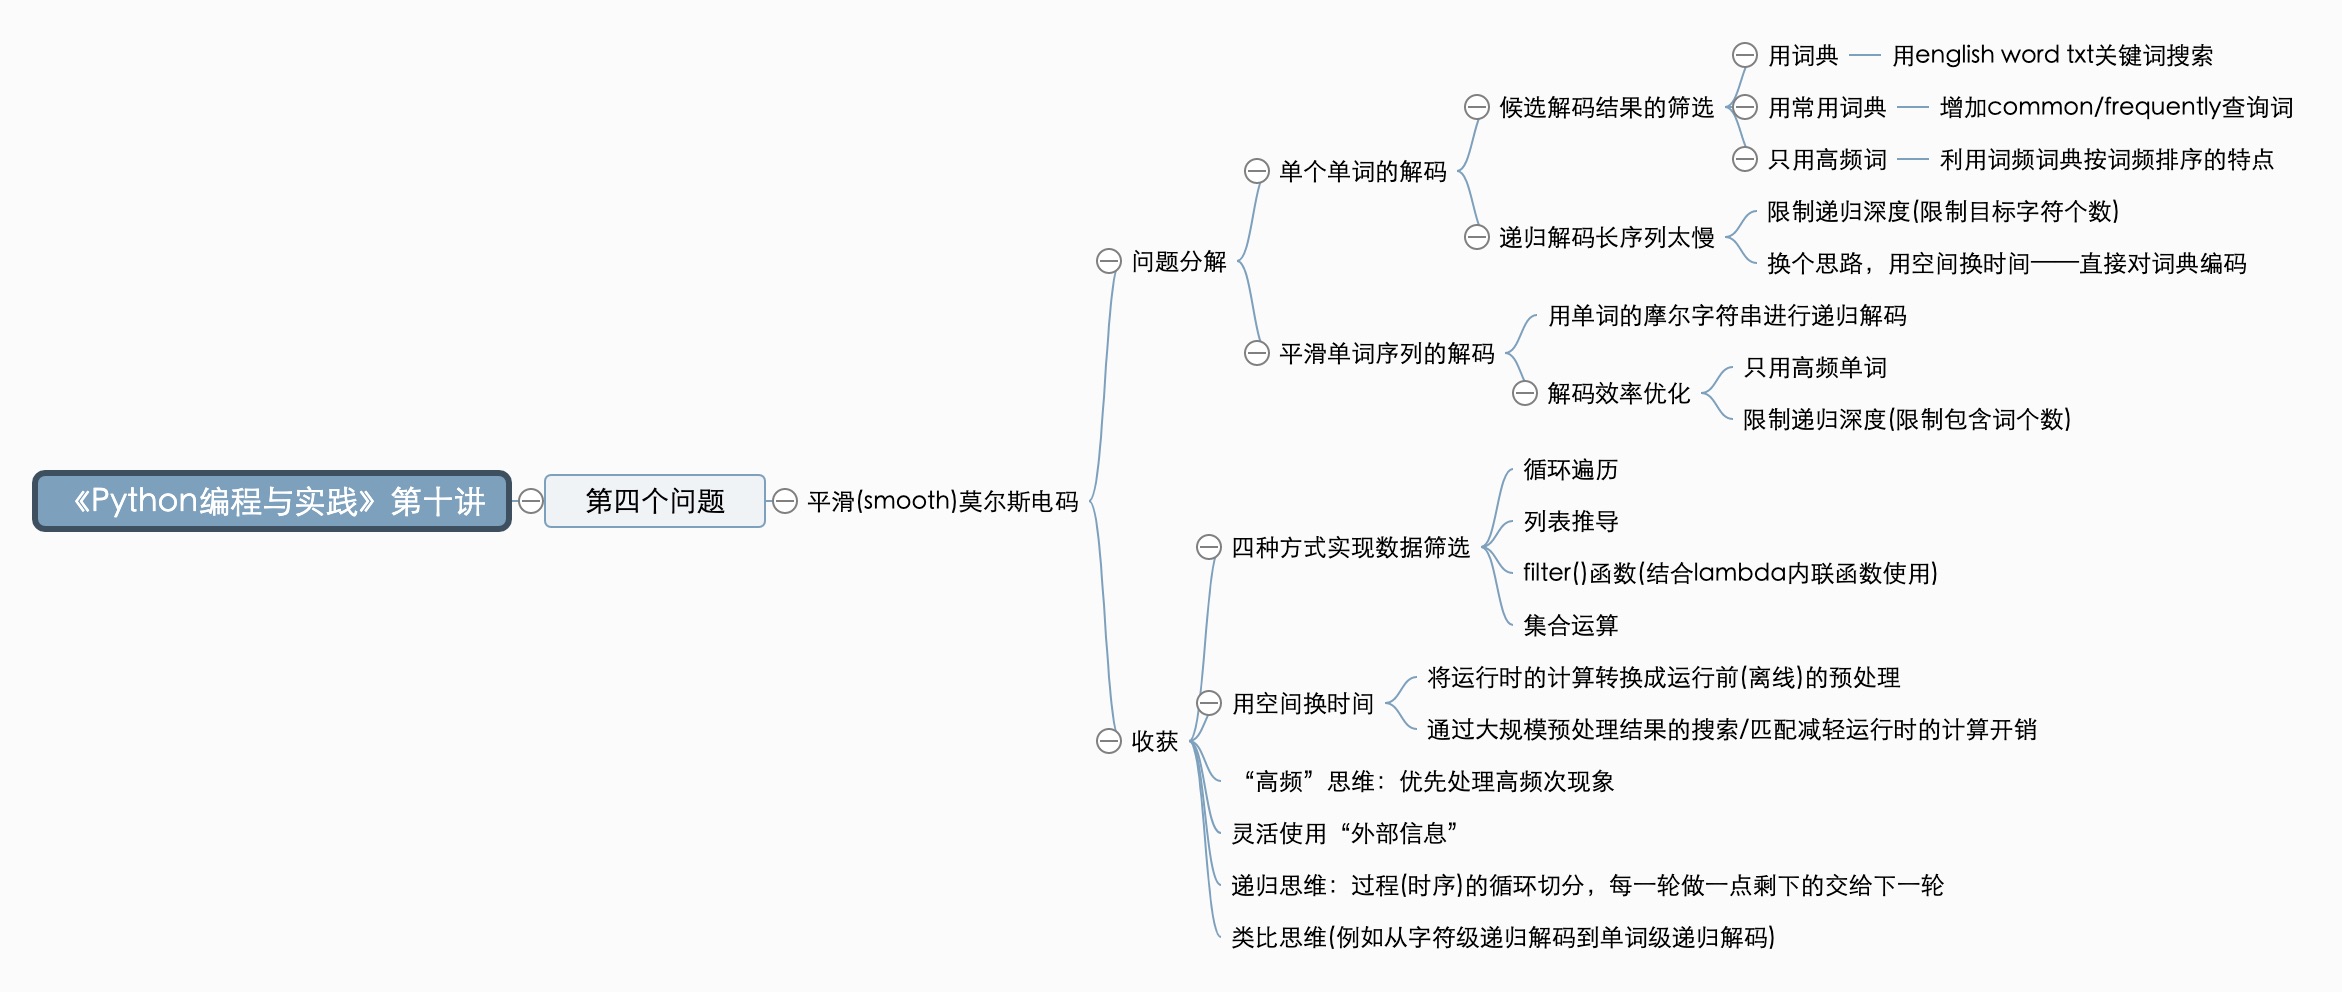 《Python编程与实践》第十讲
第四个问题
平滑(smooth)莫尔斯电码
问题分解
单个单词的解码
候选解码结果的筛选
用词典
用english word txt关键词搜索
用常用词典
增加common/frequently查询词
只用高频词
利用词频词典按词频排序的特点
递归解码长序列太慢
限制递归深度(限制目标字符个数)
换个思路，用空间换时间——直接对词典编码
平滑单词序列的解码
用单词的摩尔字符串进行递归解码
解码效率优化
只用高频单词
限制递归深度(限制包含词个数)
收获
四种方式实现数据筛选
循环遍历
列表推导
filter()函数(结合lambda内联函数使用)
集合运算
用空间换时间
将运行时的计算转换成运行前(离线)的预处理
通过大规模预处理结果的搜索/匹配减轻运行时的计算开销
“高频”思维：优先处理高频次现象
灵活使用“外部信息”
递归思维：过程(时序)的循环切分，每一轮做一点剩下的交给下一轮
类比思维(例如从字符级递归解码到单词级递归解码)